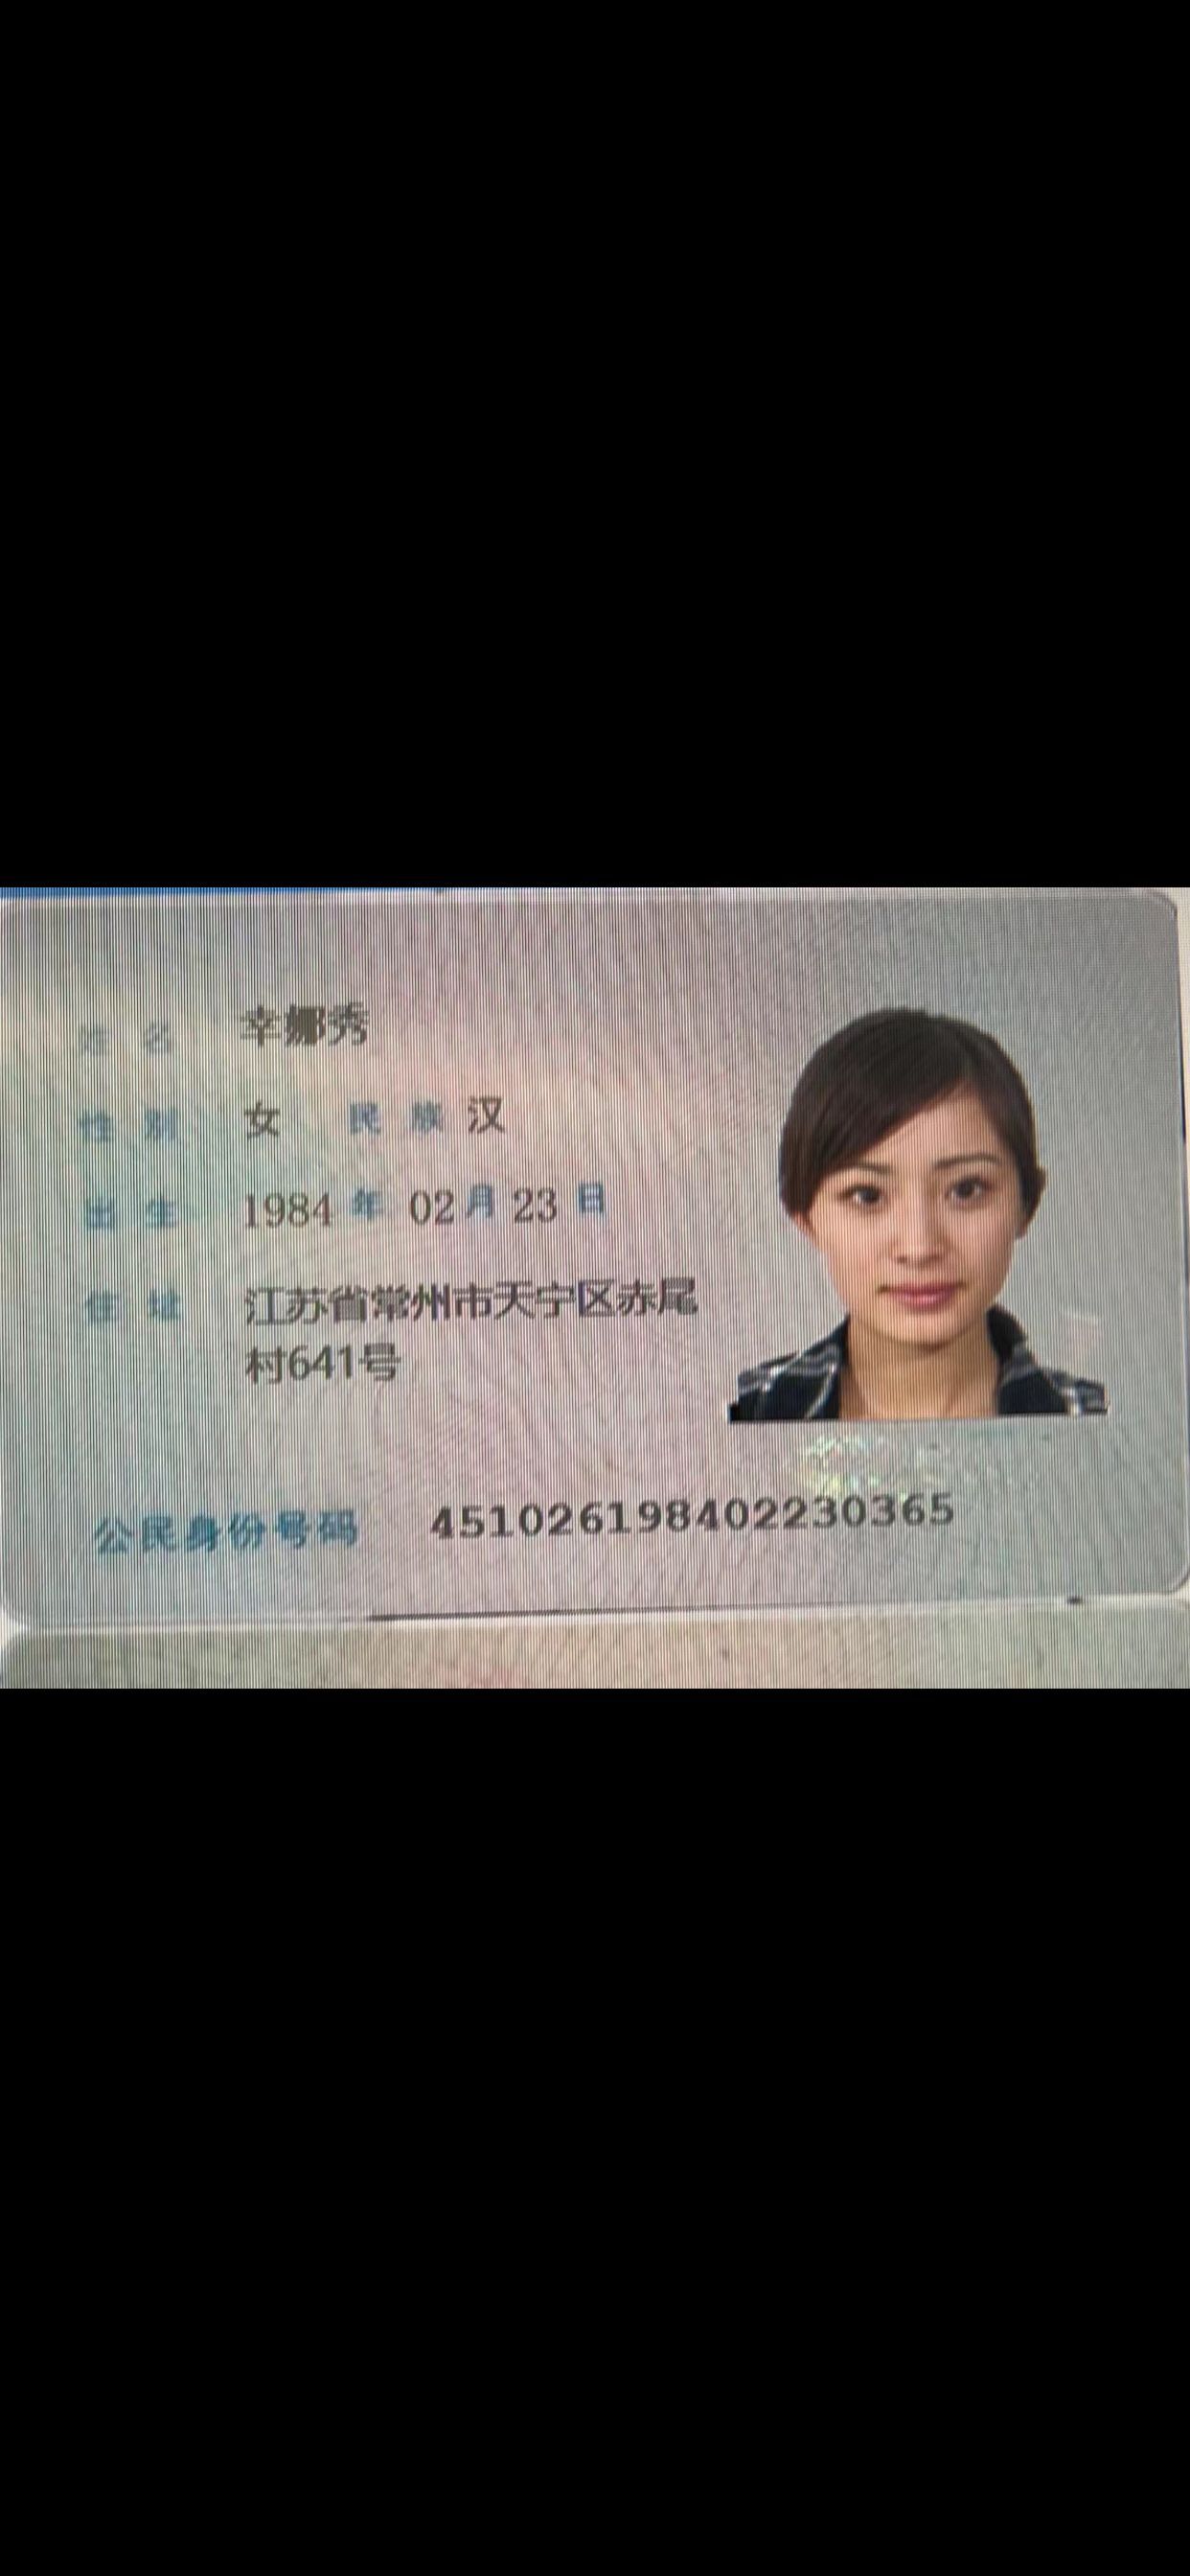 姓 名 幸娜秀
性 别 女 民 族 汉
出 生 1984 年 02 月 23 日
住 址 江苏省常州市天宁区赤尾
村641号
公民身份号码 451026198402230365